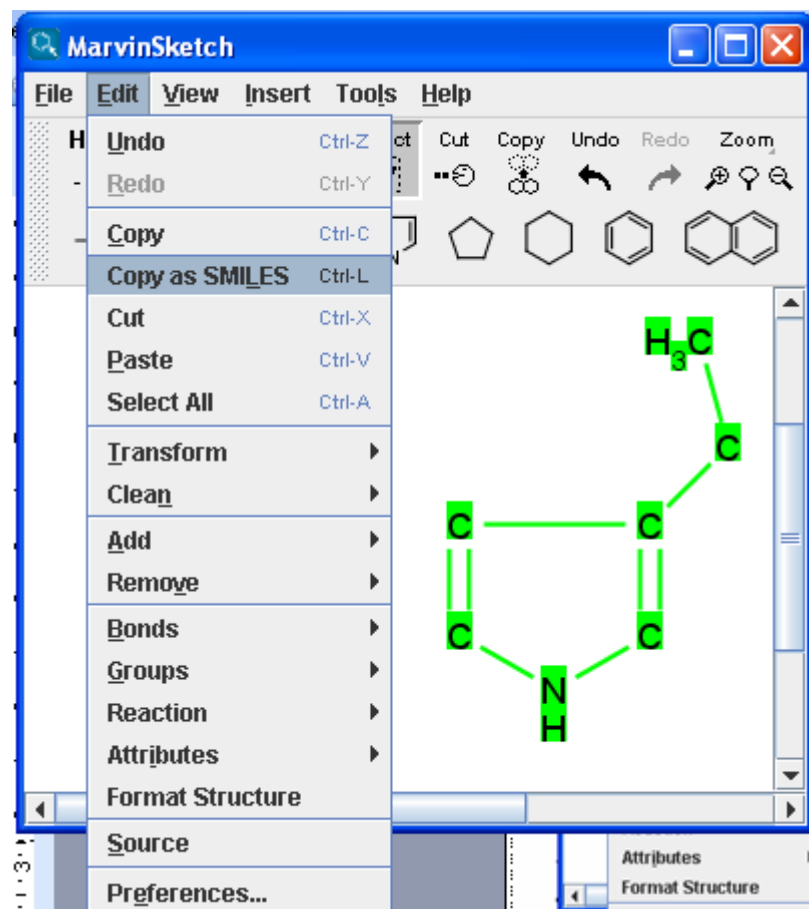 MarvinSketch
File Edit View Insert Tools Help
H ct Cut Copy Undo Redo Zoom
Undo Ctrl-Z
Redo Ctrl-Y
Copy Ctrl-C
Copy as SMILES Ctrl-L
Cut Ctrl-X
Paste Ctrl-V
Select All Ctrl-A
Transform
Clean
Add
Remove
Bonds
Groups
Reaction
Attributes
Format Structure
Source
Preferences...
H3C
C
C C
C C
N
H
3
Attributes
Format Structure